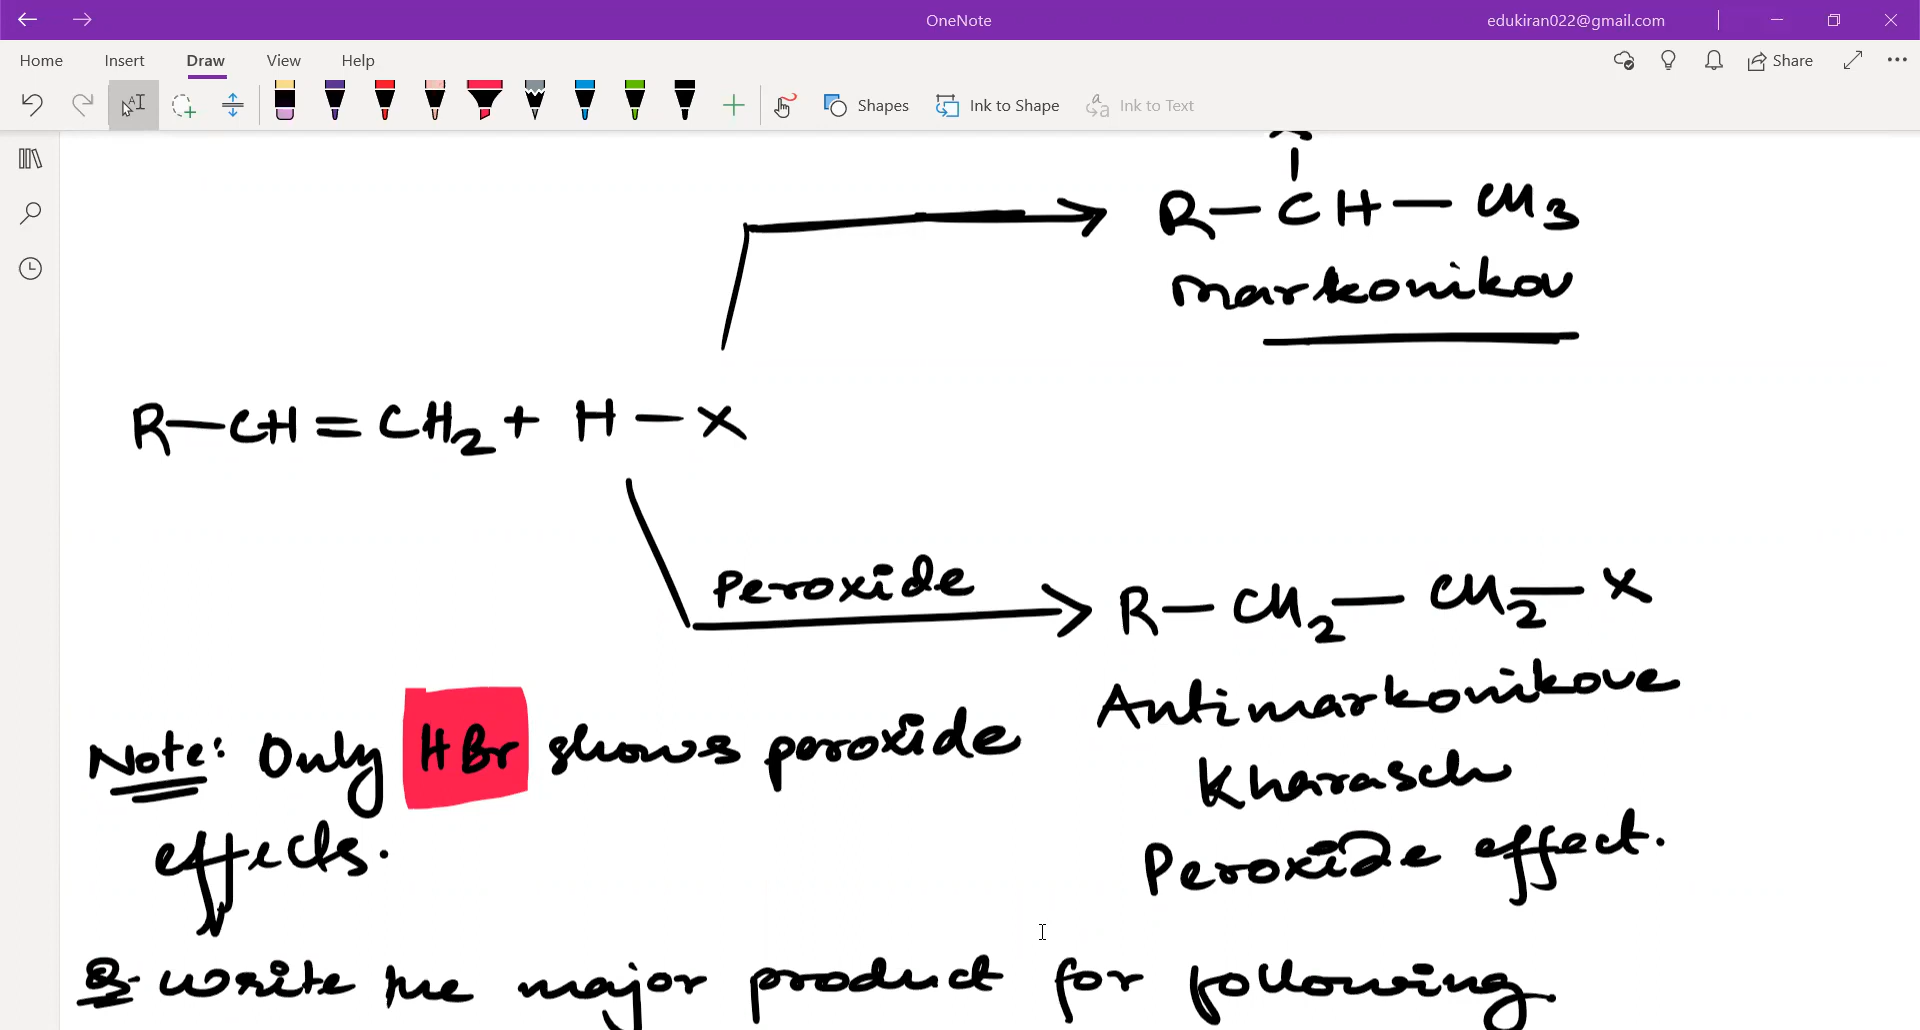 OneNote
edukiran022@gmail.com
Home Insert Draw View Help
Share
Shapes Ink to Shape Ink to Text
R-CH-CH3
markonikov
R-CH=CH2 + H-X
Peroxide
R-CH2-CH2-X
Antimarkonikove
Kharasch
Peroxide effect.
Note: Only HBr shows peroxide
effects.
Q- write the major product for following